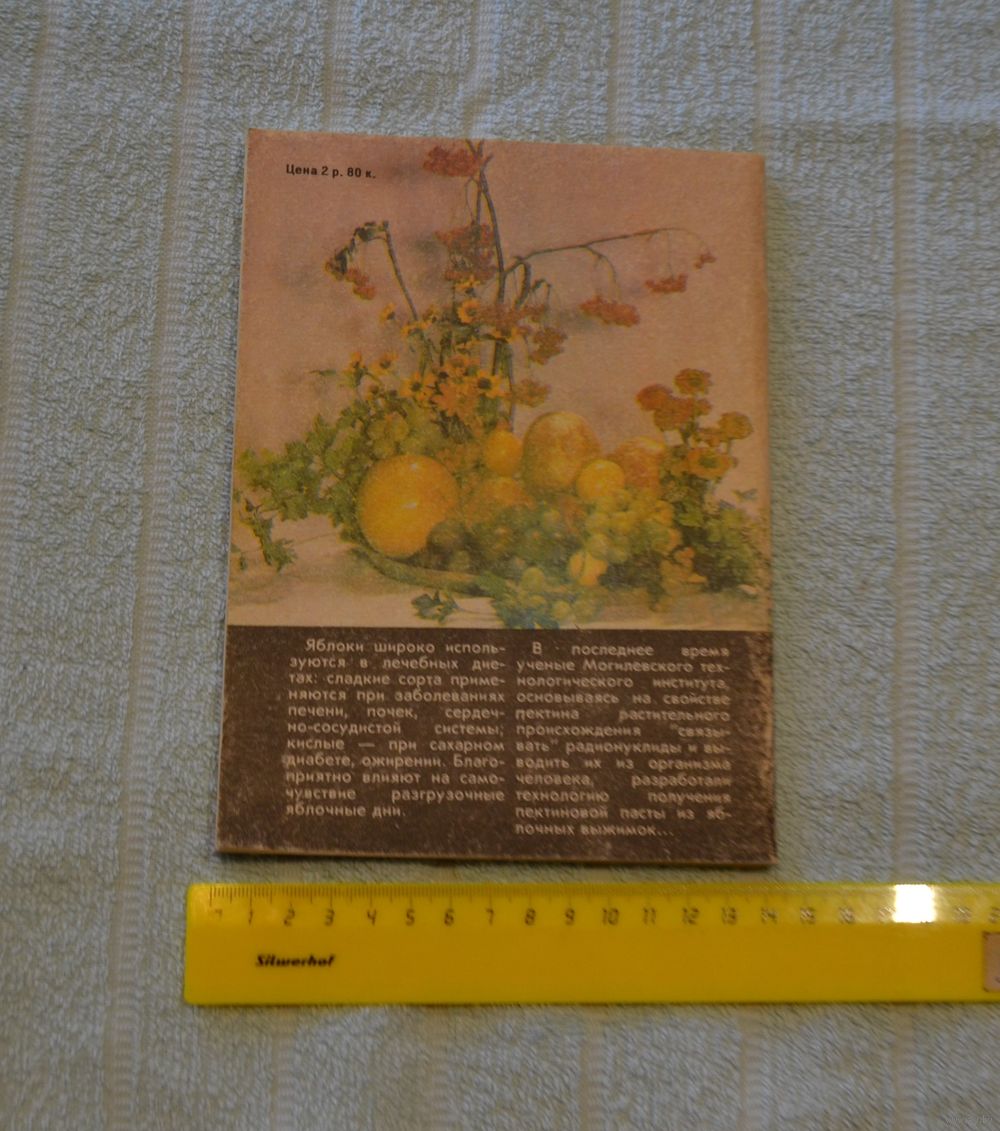 Цена 2 р. 80 к.
Яблоки широко исполь-
зуются в лечебных дие-
тах: сладкие сорта приме-
няются при заболеваниях
печени, почек, сердеч-
но-сосудистой системы;
кислые — при сахарном
диабете, ожирении. Благо-
приятно влияют на само-
чувствие разгрузочные
яблочные дни.
В последнее время
ученые Могилевского тех-
нологического института,
основываясь на свойстве
пектина растительного
происхождения "связы-
вать" радионуклиды и вы-
водить их из организма
человека, разработали
технологию получения
пектиновой пасты из яб-
лочных выжимок...
1 2 3 4 5 6 7 8 9 10 11 12 13 14 15 16
Silwerhof